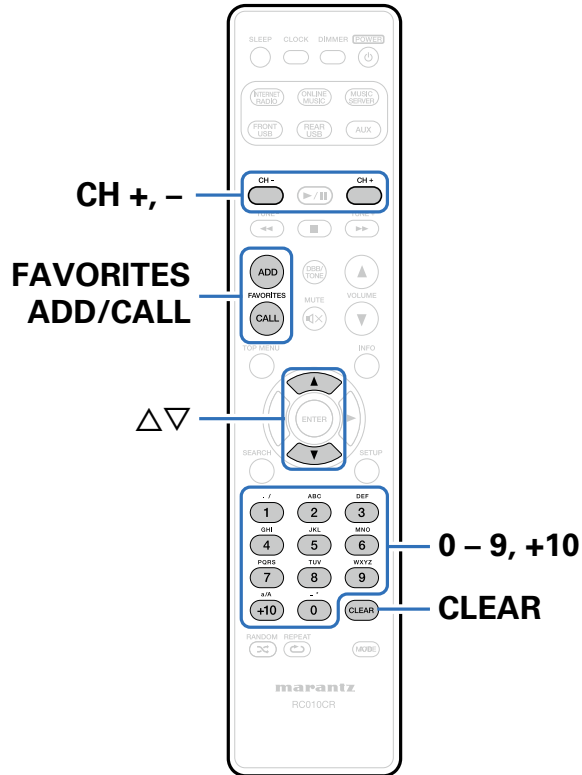 SLEEP CLOCK DIMMER POWER
INTERNET RADIO ONLINE MUSIC MUSIC SERVER
FRONT USB REAR USB AUX
CH +, –
CH - CH +
TUNE - TUNE +
FAVORITES
ADD/CALL
ADD DBB/TONE
FAVORITES MUTE VOLUME
CALL
TOP MENU INFO
△▽
ENTER
SEARCH SETUP
. / ABC DEF
1 2 3
GHI JKL MNO
4 5 6
0 – 9, +10
PQRS TUV WXYZ
7 8 9
a/A - '
+10 0 CLEAR
CLEAR
RANDOM REPEAT
MODE
marantz
RC010CR